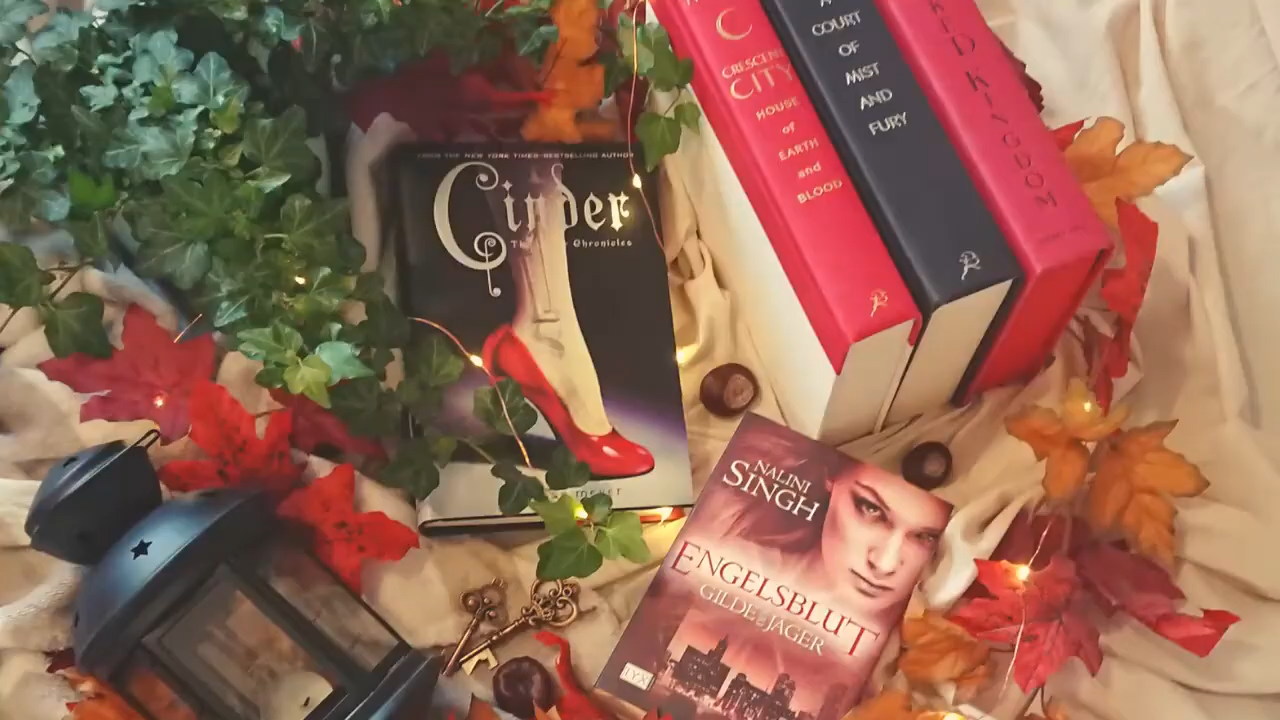 FROM THE NEW YORK TIMES-BESTSELLING AUTHOR
Cinder
Chronicles
CRESCENT
CITY
HOUSE
of
EARTH
and
BLOOD
A
COURT
OF
MIST
AND
FURY
KINGDOM
NALINI
SINGH
ENGELSBLUT
GILDE DER JÄGER
LYX